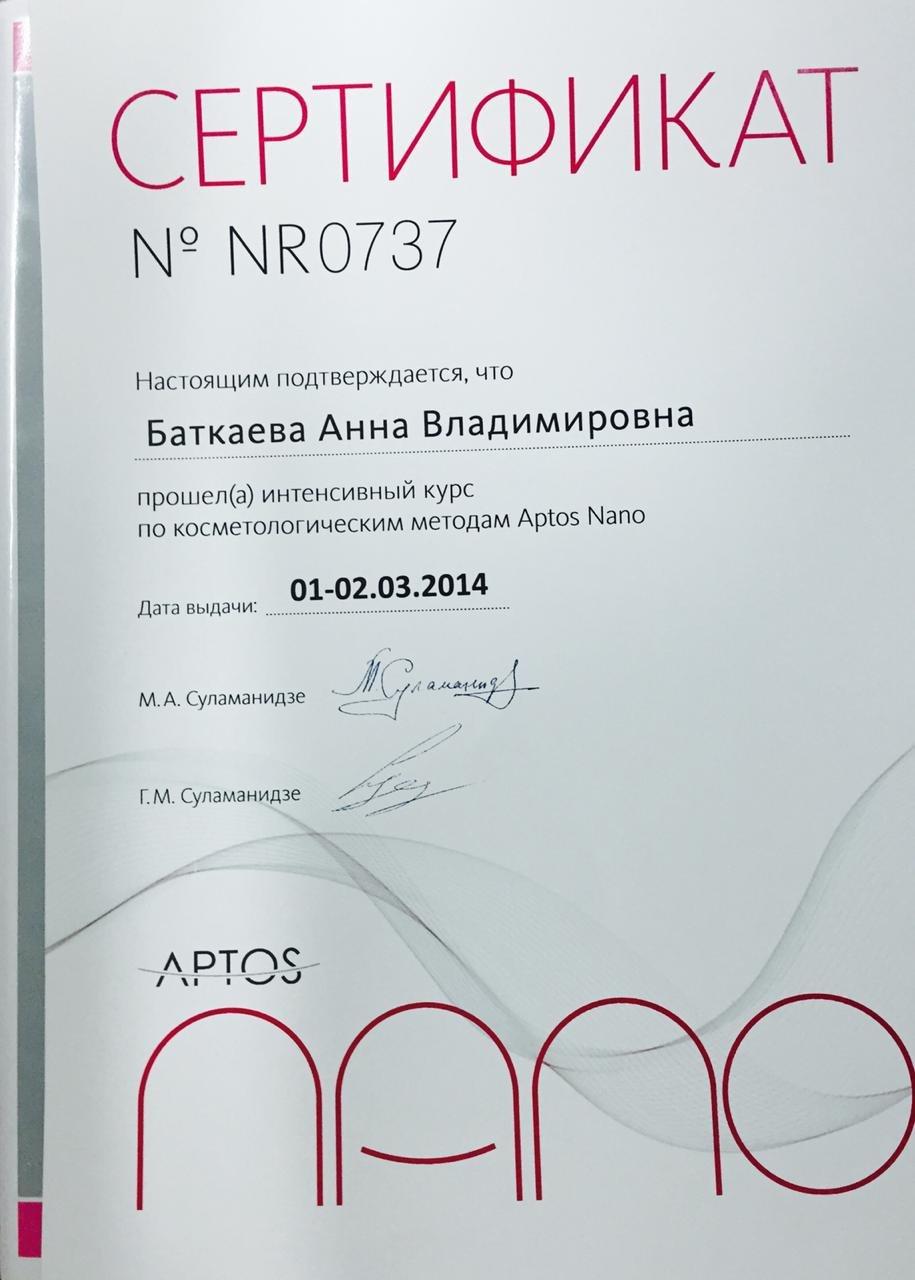 СЕРТИФИКАТ
№ NR0737
Настоящим подтверждается, что
Баткаева Анна Владимировна
прошел(а) интенсивный курс
по косметологическим методам Aptos Nano
Дата выдачи: 01-02.03.2014
М.А. Суламанидзе М.Суламанидз
Г.М. Суламанидзе
APTOS
NANO